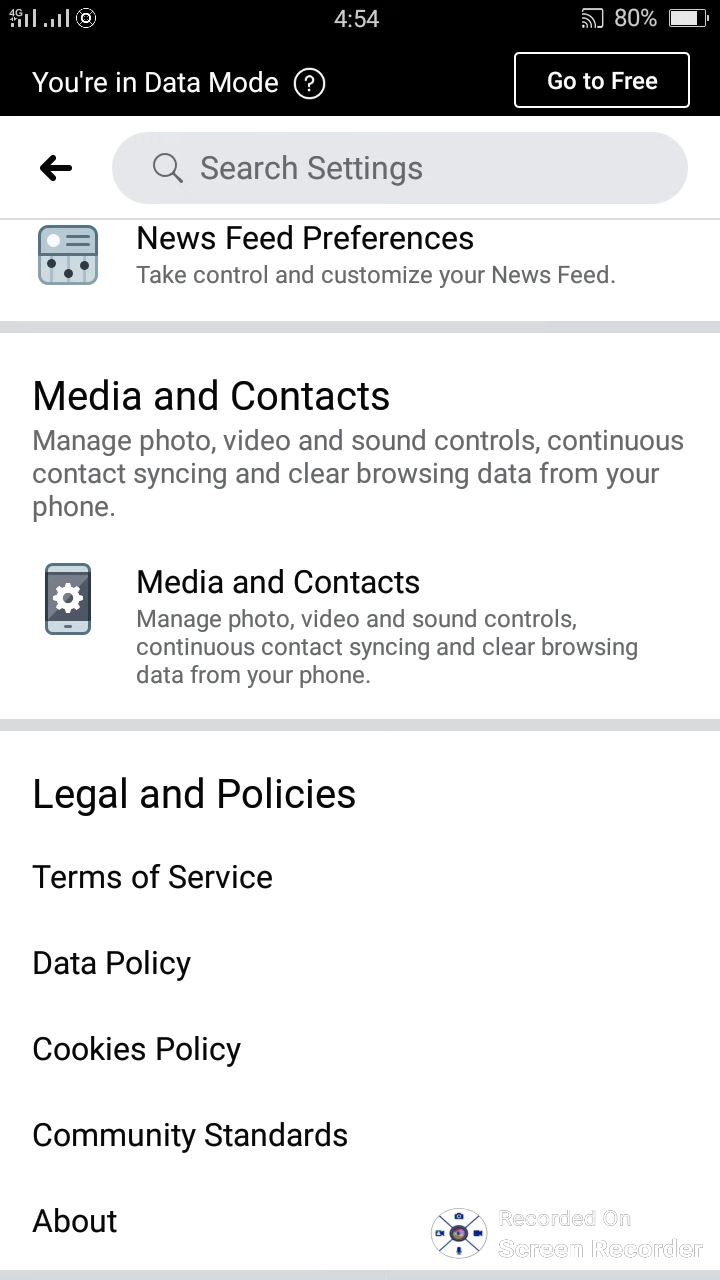 4G 4:54 80%
You're in Data Mode ? Go to Free
Search Settings
News Feed Preferences
Take control and customize your News Feed.
Media and Contacts
Manage photo, video and sound controls, continuous
contact syncing and clear browsing data from your
phone.
Media and Contacts
Manage photo, video and sound controls,
continuous contact syncing and clear browsing
data from your phone.
Legal and Policies
Terms of Service
Data Policy
Cookies Policy
Community Standards
About
Recorded On
Screen Recorder